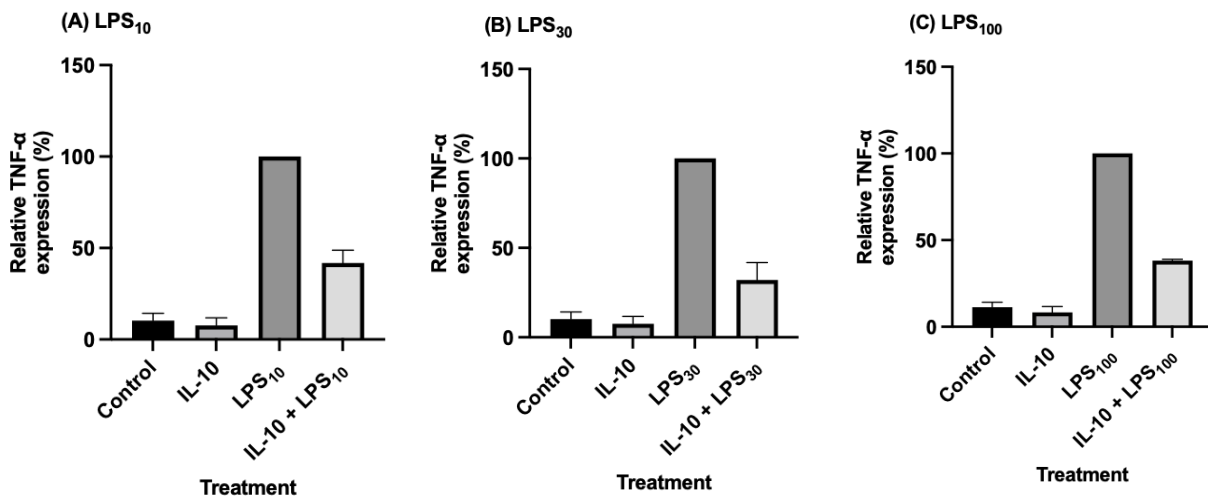 (A) LPS₁₀
150
100
50
0
Relative TNF-α
expression (%)
Control
IL-10
LPS₁₀
IL-10 + LPS₁₀
Treatment
(B) LPS₃₀
150
100
50
0
Relative TNF-α
expression (%)
Control
IL-10
LPS₃₀
IL-10 + LPS₃₀
Treatment
(C) LPS₁₀₀
150
100
50
0
Relative TNF-α
expression (%)
Control
IL-10
LPS₁₀₀
IL-10 + LPS₁₀₀
Treatment